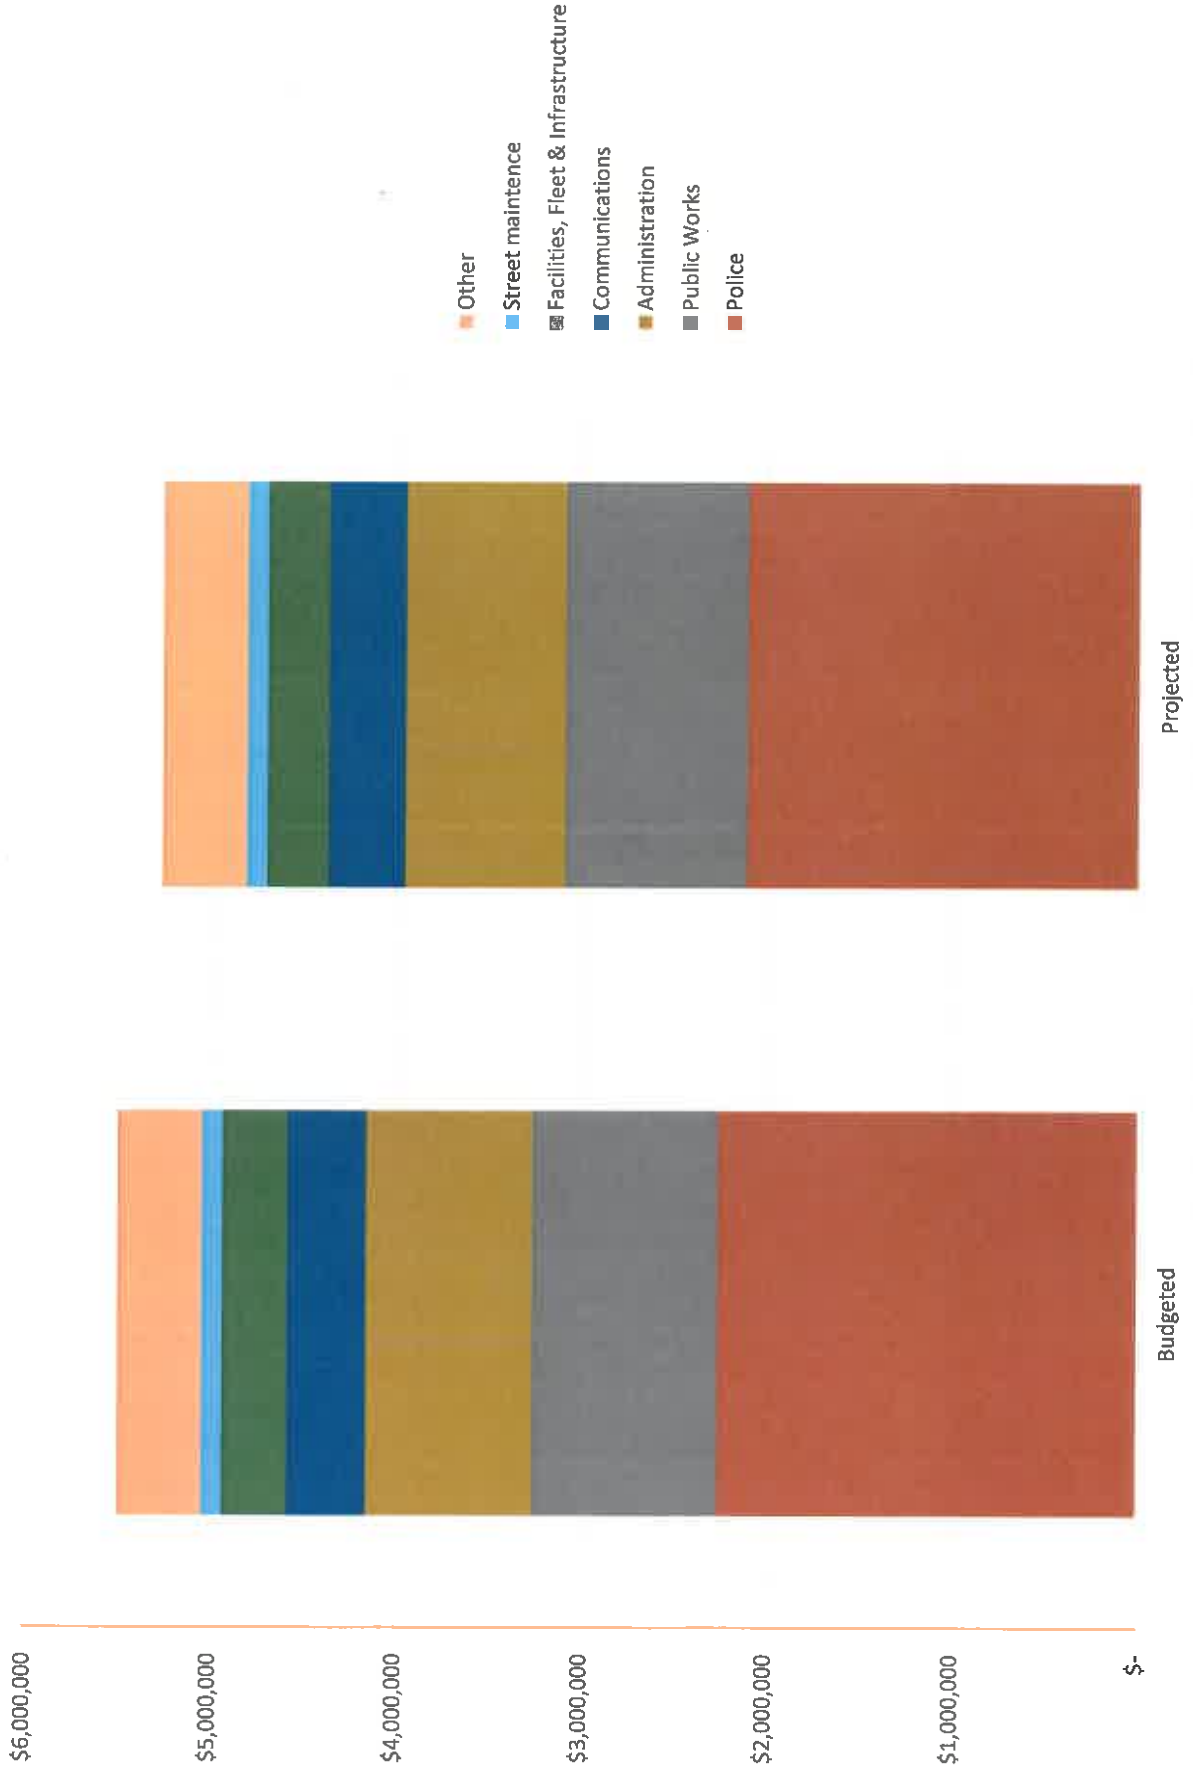 $6,000,000
$5,000,000
$4,000,000
$3,000,000
$2,000,000
$1,000,000
$-
Budgeted
Projected
Other
Street maintence
Facilities, Fleet & Infrastructure
Communications
Administration
Public Works
Police